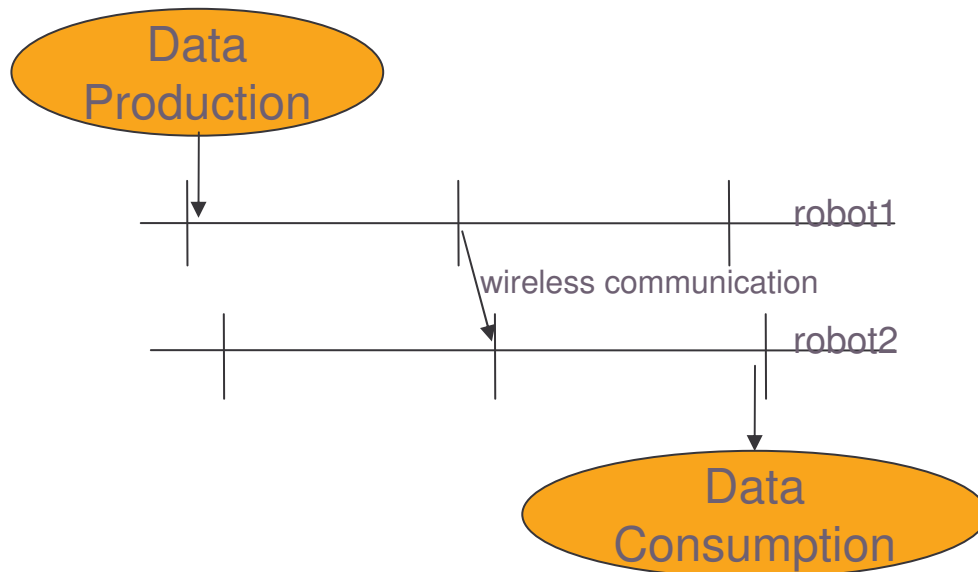 Data
Production
robot1
wireless communication
robot2
Data
Consumption